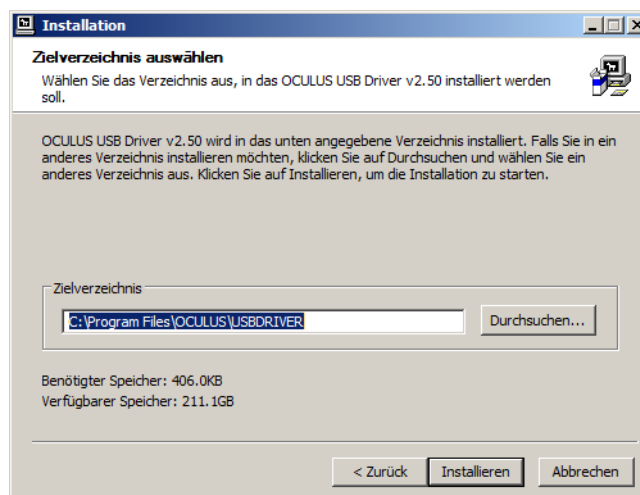 Installation
Zielverzeichnis auswählen
Wählen Sie das Verzeichnis aus, in das OCULUS USB Driver v2.50 installiert werden
soll.
OCULUS USB Driver v2.50 wird in das unten angegebene Verzeichnis installiert. Falls Sie in ein
anderes Verzeichnis installieren möchten, klicken Sie auf Durchsuchen und wählen Sie ein
anderes Verzeichnis aus. Klicken Sie auf Installieren, um die Installation zu starten.
Zielverzeichnis
C:\Program Files\OCULUS\USBDRIVER
Durchsuchen...
Benötigter Speicher: 406.0KB
Verfügbarer Speicher: 211.1GB
< Zurück
Installieren
Abbrechen